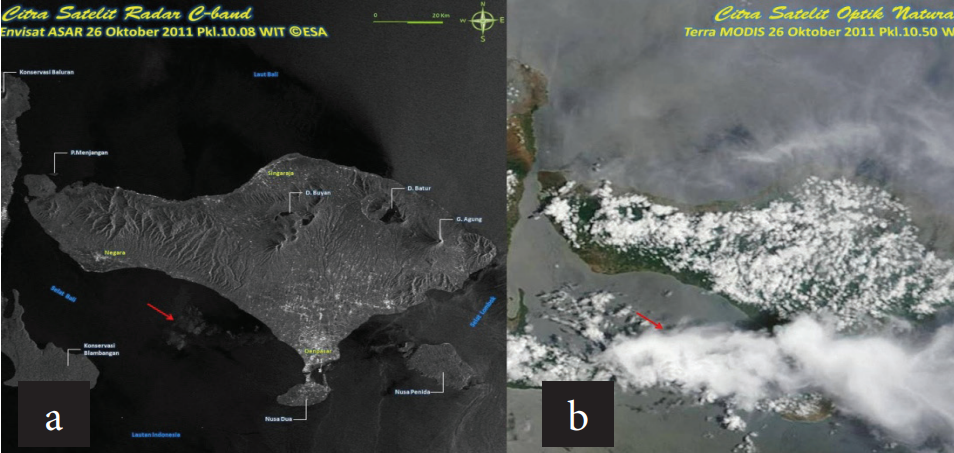 Citra Satelit Radar C-band
Envisat ASAR 26 Oktober 2011 Pkl.10.08 WIT ©ESA
0 20 Km
N
W E
S
Konservasi Baluran
Laut Bali
P.Menjangan
Singaraja
D. Buyan
D. Batur
G. Agung
Negara
Selat Bali
Selat Lombok
Konservasi
Blambangan
Denpasar
Nusa Penida
Nusa Dua
Lautan Indonesia
a
Citra Satelit Optik Natura
Terra MODIS 26 Oktober 2011 Pkl.10.50 W
b